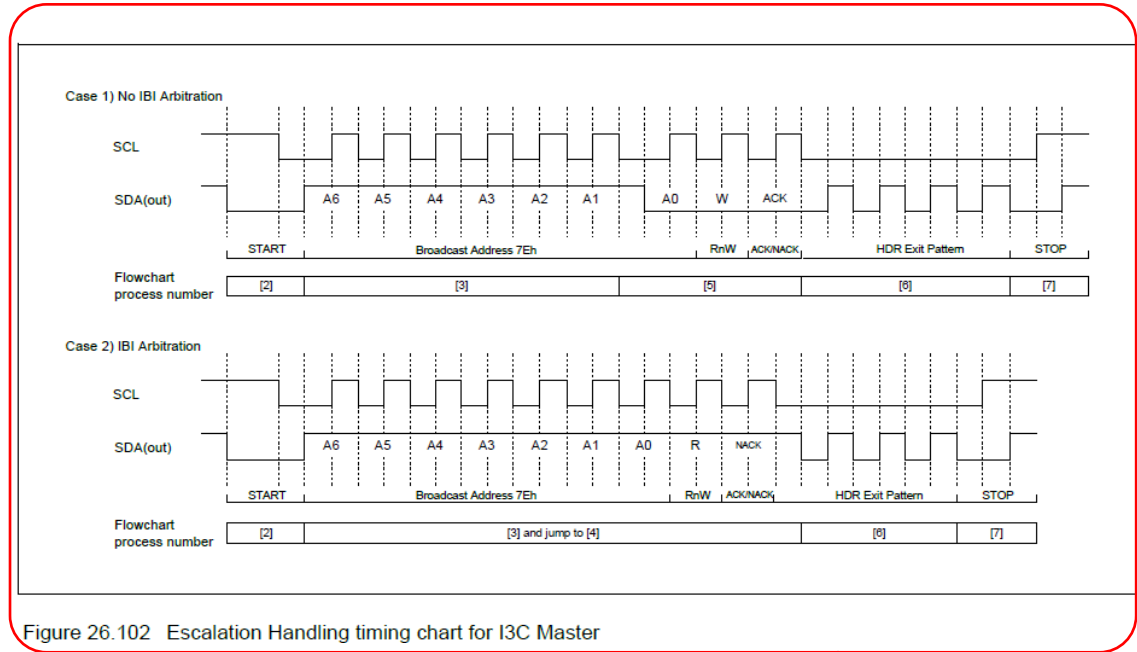 Case 1) No IBI Arbitration
SCL
SDA(out)
A6 A5 A4 A3 A2 A1 A0 W ACK
START Broadcast Address 7Eh RnW ACK/NACK HDR Exit Pattern STOP
Flowchart
process number
[2] [3] [5] [6] [7]
Case 2) IBI Arbitration
SCL
SDA(out)
A6 A5 A4 A3 A2 A1 A0 R NACK
START Broadcast Address 7Eh RnW ACK/NACK HDR Exit Pattern STOP
Flowchart
process number
[2] [3] and jump to [4] [6] [7]
Figure 26.102 Escalation Handling timing chart for I3C Master